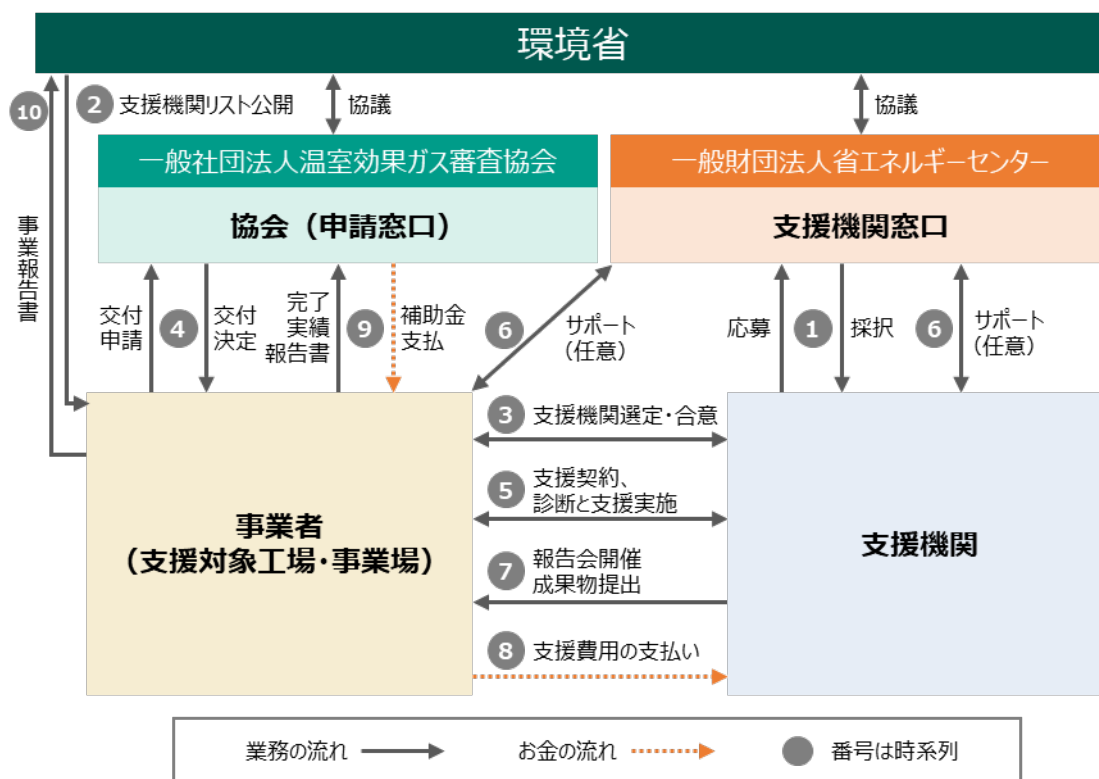 環境省
10
2 支援機関リスト公開
協議
協議
一般社団法人温室効果ガス審査協会
協会（申請窓口）
一般財団法人省エネルギーセンター
支援機関窓口
事業報告書
交付
申請
4
交付
決定
完了
実績
報告書
9
補助金
支払
6
サポート
（任意）
応募
1
採択
6
サポート
（任意）
3 支援機関選定・合意
5
支援契約、
診断と支援実施
7
報告会開催
成果物提出
8 支援費用の支払い
事業者
（支援対象工場・事業場）
支援機関
業務の流れ
お金の流れ
番号は時系列